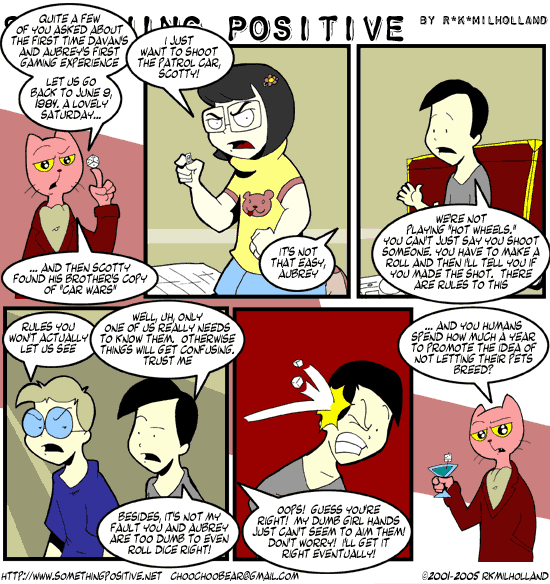 POSITIVE
BY R*K*MILHOLLAND
QUITE A FEW
OF YOU ASKED ABOUT
THE FIRST TIME DAVAN'S
AND AUBREY'S FIRST
GAMING EXPERIENCE
LET US GO
BACK TO JUNE 9,
1984. A LOVELY
SATURDAY...
... AND THEN SCOTTY
FOUND HIS BROTHER'S COPY
OF "CAR WARS"
I JUST
WANT TO SHOOT
THE PATROL CAR,
SCOTTY!
IT'S NOT
THAT EASY,
AUBREY
WE'RE NOT
PLAYING "HOT WHEELS."
YOU CAN'T JUST SAY YOU SHOOT
SOMEONE. YOU HAVE TO MAKE A
ROLL AND THEN I'LL TELL YOU IF
YOU MADE THE SHOT. THERE
ARE RULES TO THIS
RULES YOU
WON'T ACTUALLY
LET US SEE
WELL, UH, ONLY
ONE OF US REALLY NEEDS
TO KNOW THEM. OTHERWISE
THINGS WILL GET CONFUSING.
TRUST ME
BESIDES, IT'S NOT MY
FAULT YOU AND AUBREY
ARE TOO DUMB TO EVEN
ROLL DICE RIGHT!
OOPS! GUESS YOU'RE
RIGHT! MY DUMB GIRL HANDS
JUST CAN'T SEEM TO AIM THEM!
DON'T WORRY! I'LL GET IT
RIGHT EVENTUALLY!
... AND YOU HUMANS
SPEND HOW MUCH A YEAR
TO PROMOTE THE IDEA OF
NOT LETTING THEIR PETS
BREED?
HTTP://WWW.SOMETHINGPOSITIVE.NET CHOOCHOOBEAR@GMAIL.COM
©2001-2005 RKMILHOLLAND